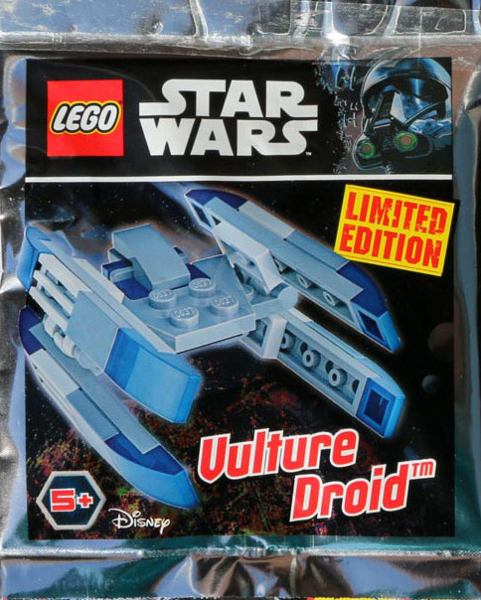 LEGO
STAR
WARS
LIMITED
EDITION
Vulture
Droid™
5+
Disney